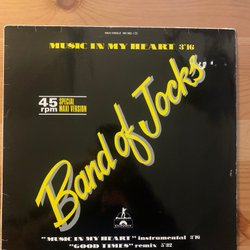 MUSIC IN MY HEART 3'16
45 SPECIAL
rpm MAXI VERSION
Band of Jocks
"MUSIC IN MY HEART" instrumental 3'16
"GOOD TIMES" remix 5'02